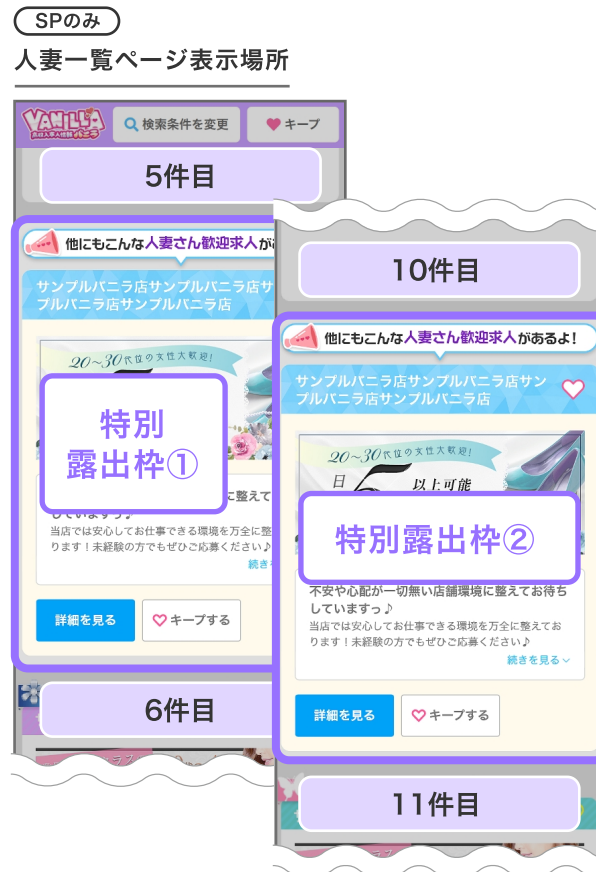 SPのみ
人妻一覧ページ表示場所
VANILLA
高収入求人情報 バニラ
検索条件を変更
キープ
5件目
他にもこんな人妻さん歓迎求人が
サンプルバニラ店サンプルバニラ店サ
プルバニラ店サンプルバニラ店
20～30代位の女性大歓迎!
特別
露出枠①
に整えて
していますっ♪
当店では安心してお仕事できる環境を万全に整
ります！未経験の方でもぜひご応募ください♪
続き
詳細を見る
キープする
6件目
10件目
他にもこんな人妻さん歓迎求人があるよ!
サンプルバニラ店サンプルバニラ店サン
プルバニラ店サンプルバニラ店
20～30代位の女性大歓迎!
日
5
以上可能
特別露出枠②
不安や心配が一切無い店舗環境に整えてお待ち
していますっ♪
当店では安心してお仕事できる環境を万全に整えてお
ります！未経験の方でもぜひご応募ください♪
続きを見る
詳細を見る
キープする
11件目